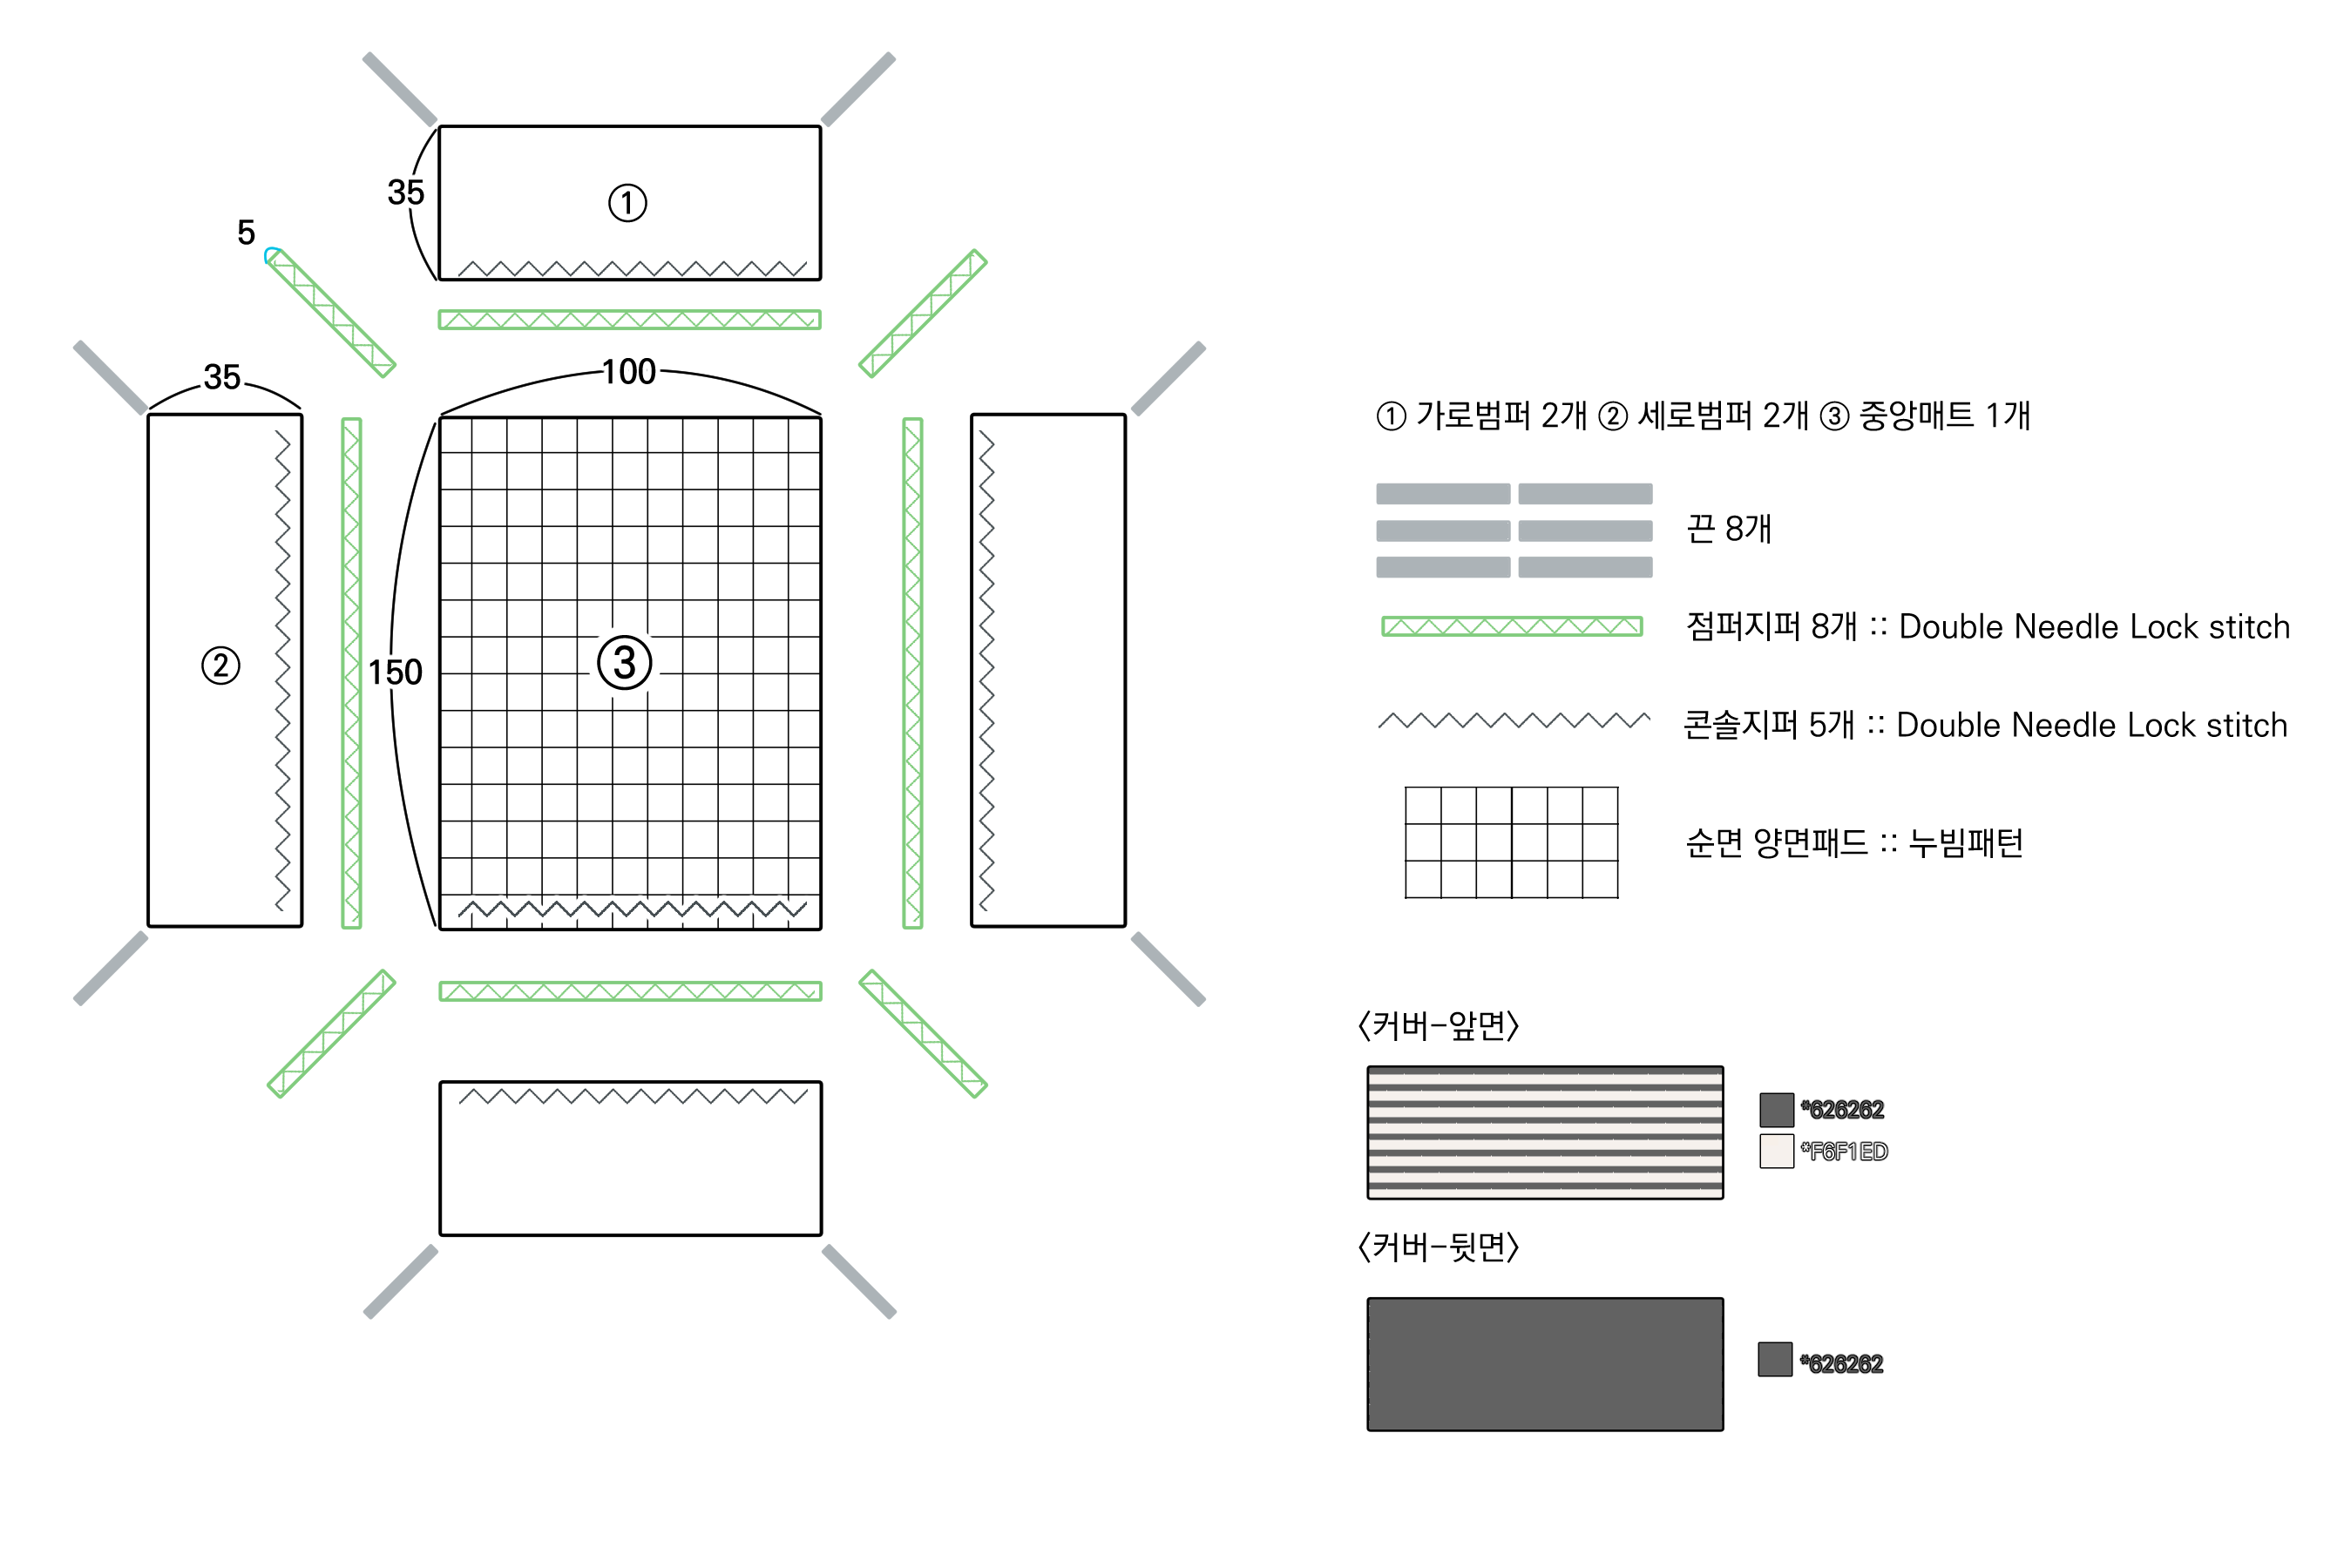 35
①
5
35
100
②
150
③
① 가로범퍼 2개 ② 세로범퍼 2개 ③ 중앙매트 1개
끈 8개
점퍼지퍼 8개 :: Double Needle Lock stitch
콘솔지퍼 5개 :: Double Needle Lock stitch
수면 양면패드 :: 누빔패턴
〈커버-앞면〉
*626262
*F6F1ED
〈커버-뒷면〉
*626262